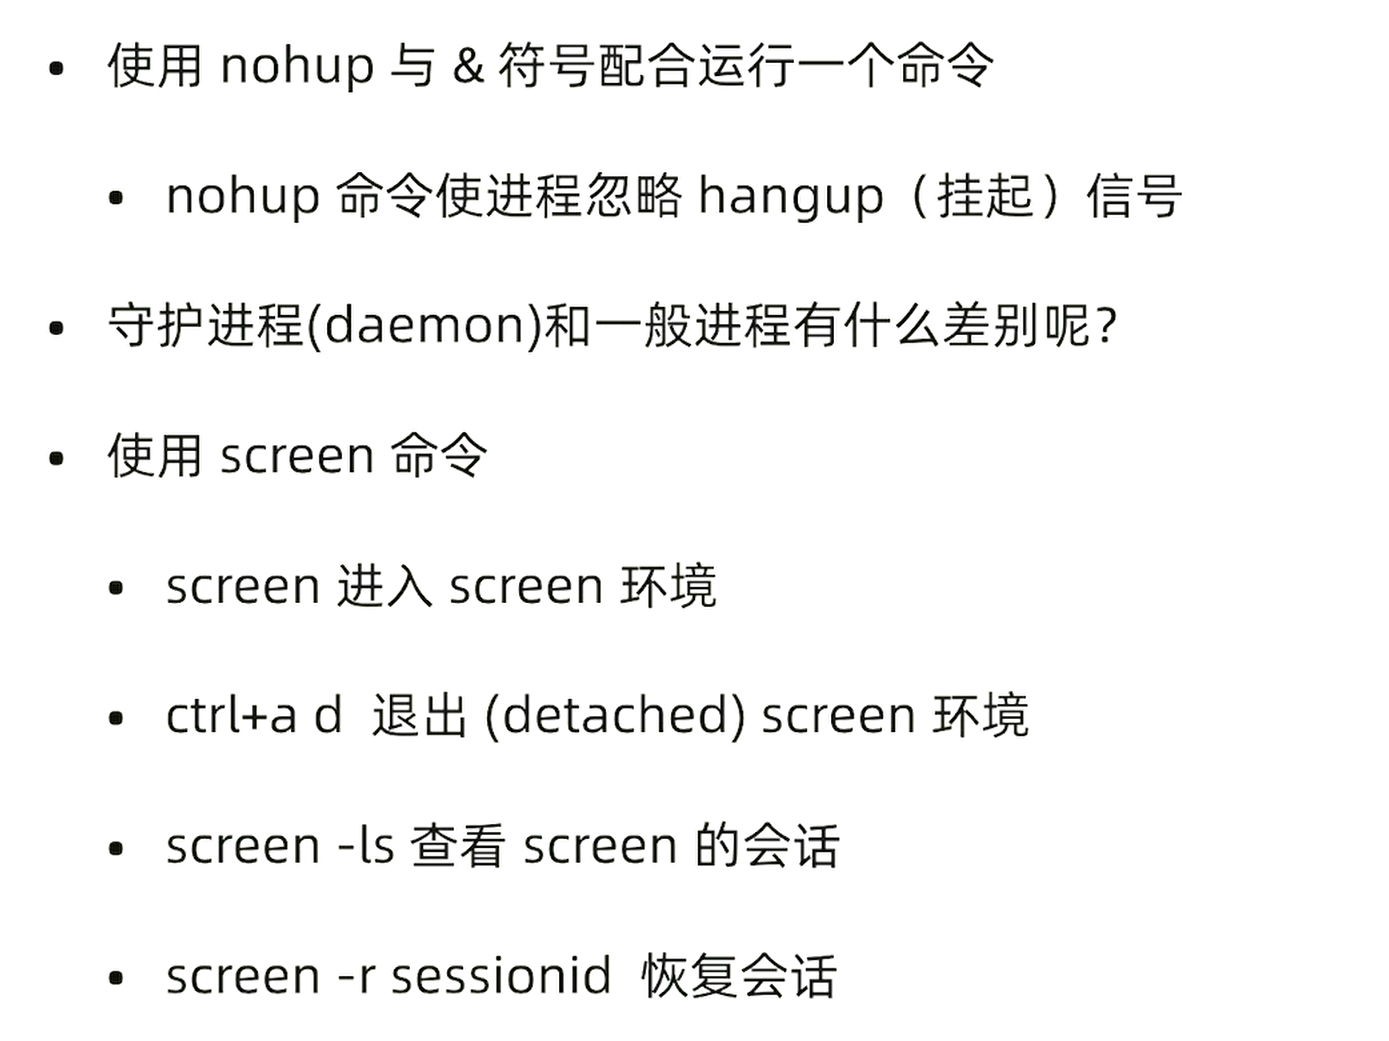 • 使用 nohup 与 & 符号配合运行一个命令
• nohup 命令使进程忽略 hangup（挂起）信号
• 守护进程(daemon)和一般进程有什么差别呢?
• 使用 screen 命令
• screen 进入 screen 环境
• ctrl+a d 退出 (detached) screen 环境
• screen -ls 查看 screen 的会话
• screen -r sessionid 恢复会话